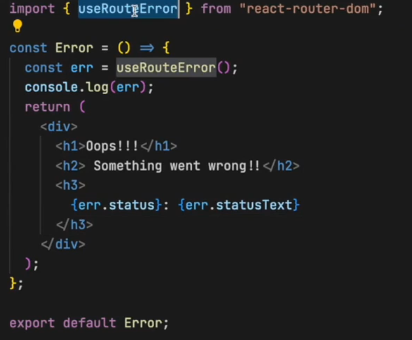 import { useRouteError } from "react-router-dom";
const Error = () => {
const err = useRouteError();
console.log(err);
return (
<div>
<h1>Oops!!!</h1>
<h2> Something went wrong!!</h2>
<h3>
{err.status}: {err.statusText}
</h3>
</div>
);
};
export default Error;